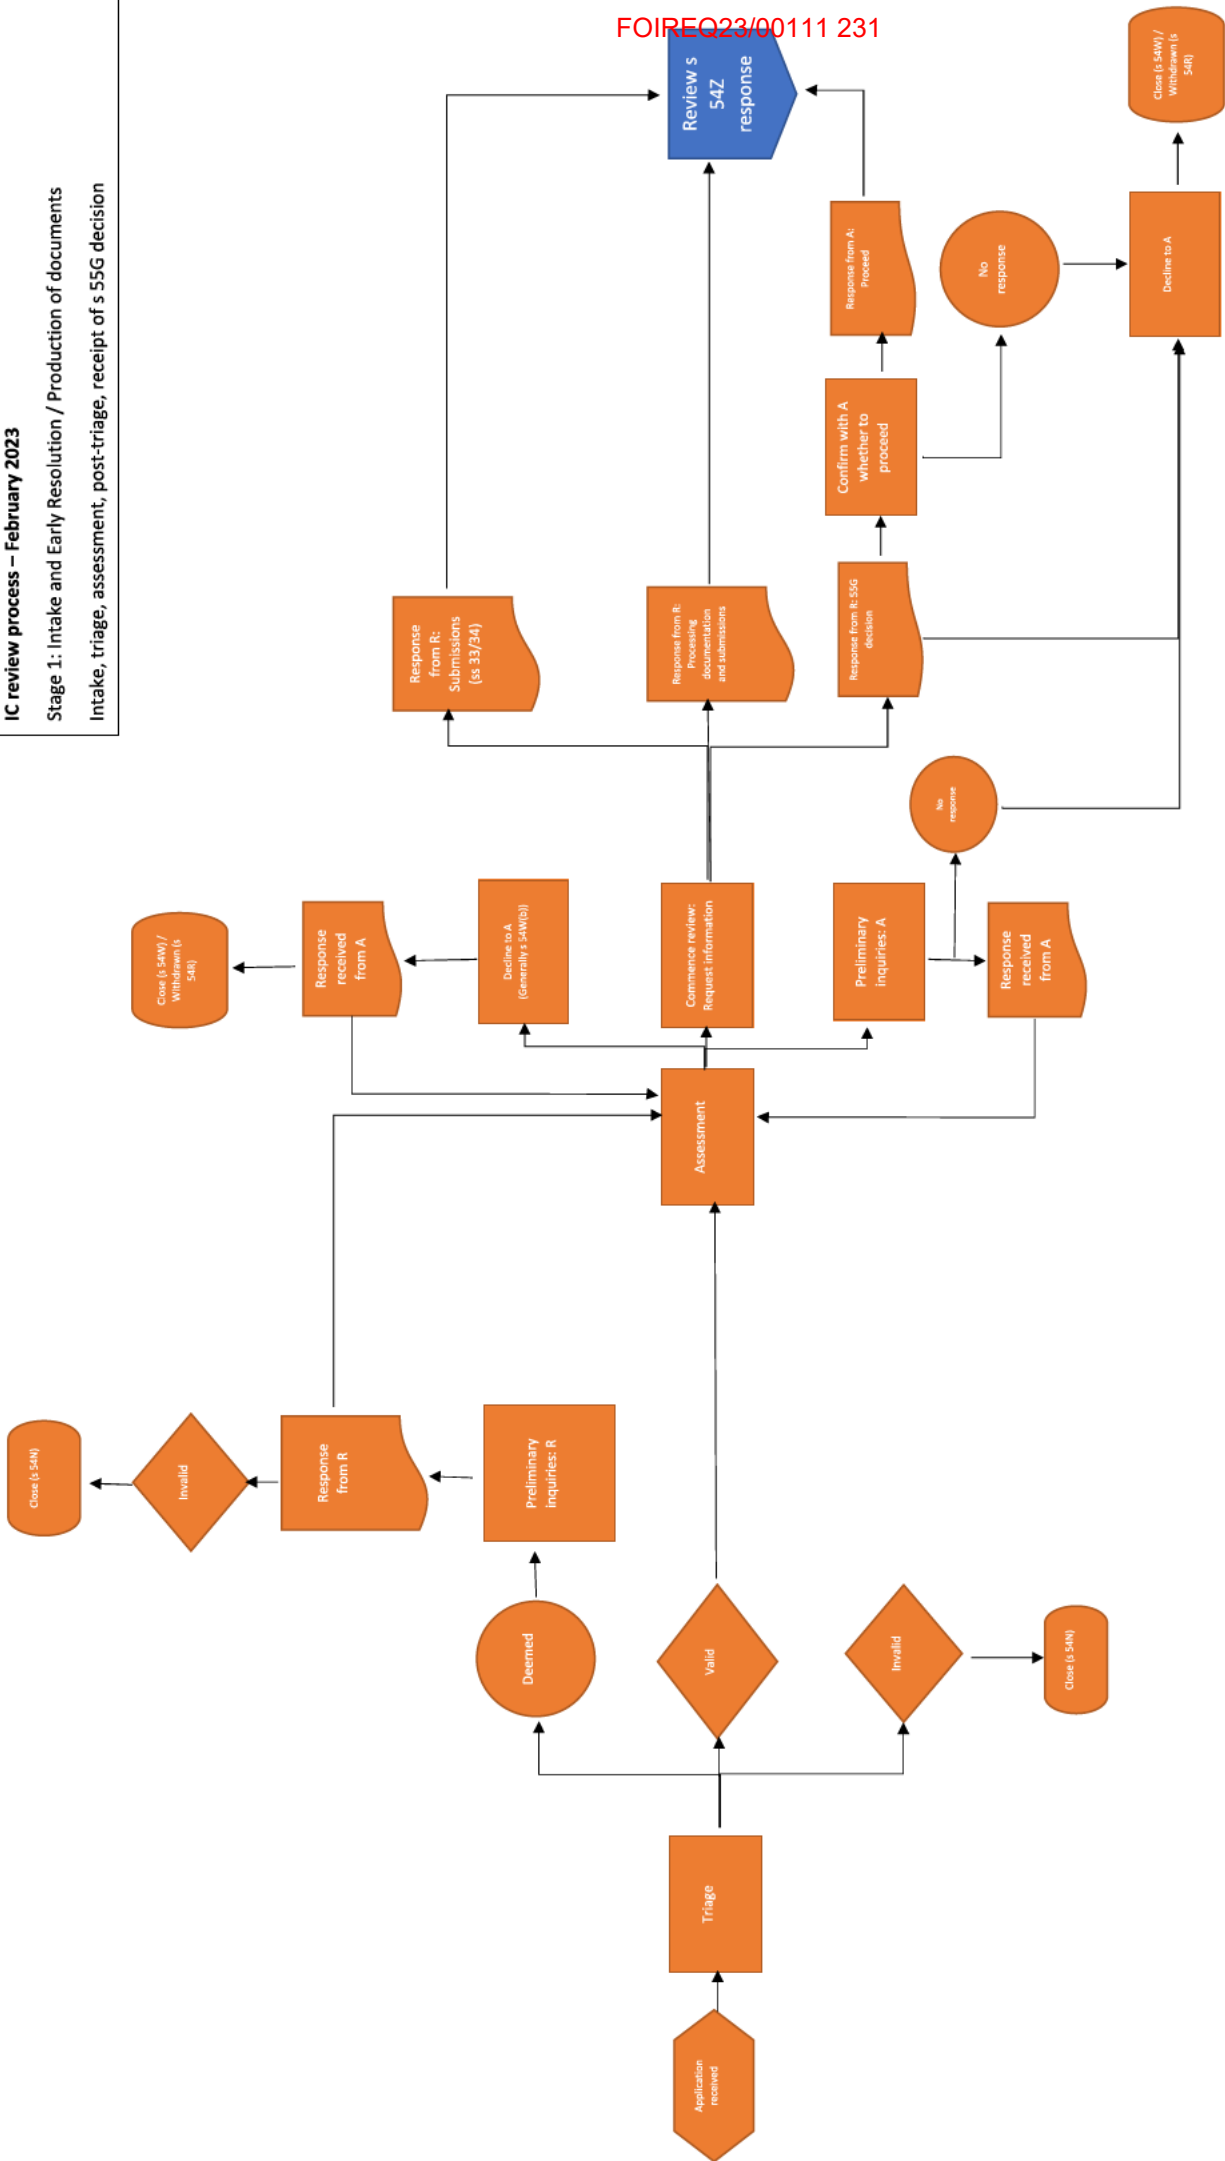 FOIREQ23/00111 231
IC review process – February 2023
Stage 1: Intake and Early Resolution / Production of documents
Intake, triage, assessment, post-triage, receipt of s 55G decision
Application
received
Triage
Deemed
Valid
Invalid
Close (s 54N)
Preliminary
inquiries: R
Response
from R
Invalid
Close (s 54N)
Assessment
Decline to A
(Generally s 54W(b))
Response
received
from A
Close (s 54W) /
Withdrawn (s
54R)
Commence review:
Request information
Preliminary
inquiries: A
Response
received
from A
No
response
Response
from R:
Submissions
(ss 33/34)
Response from R:
Processing
documentation
and submissions
Response from R: 55G
decision
Confirm with A
whether to
proceed
Response from A:
Proceed
No
response
Review s
54Z
response
Decline to A
Close (s 54W) /
Withdrawn (s
54R)